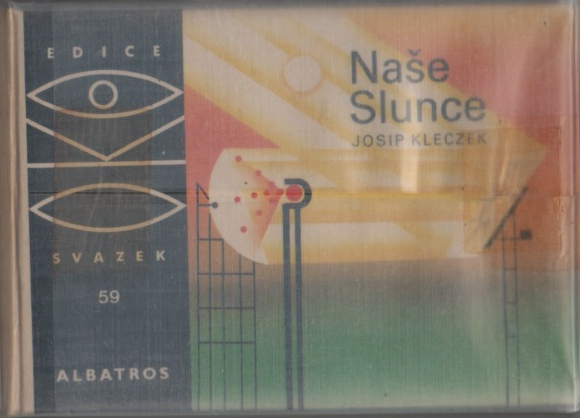 EDICE
SVAZEK
59
ALBATROS
Naše
Slunce
JOSIP KLECZEK